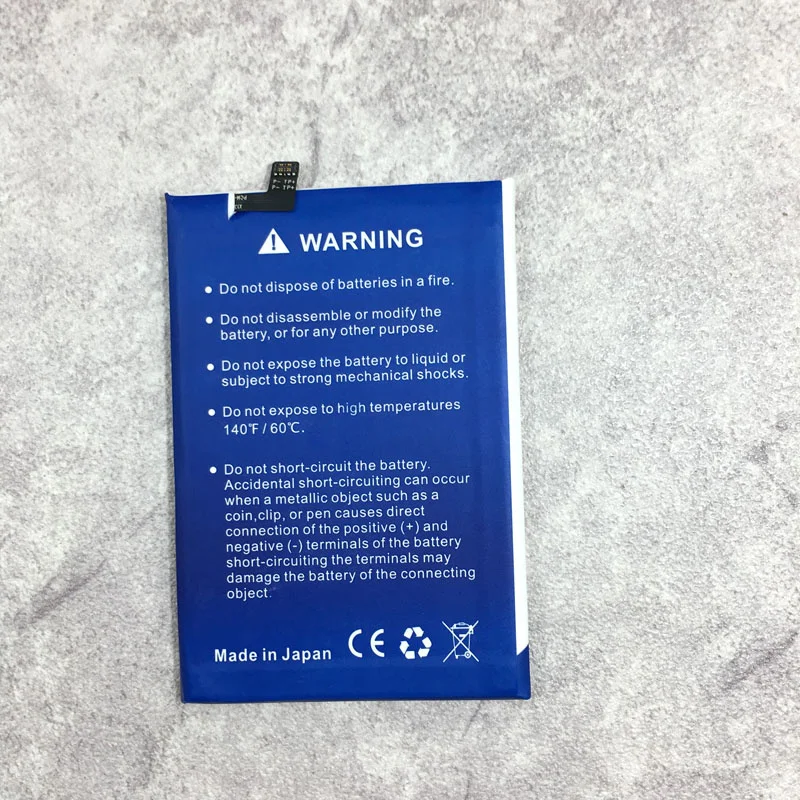 P- TP+
P- TP+
WARNING
● Do not dispose of batteries in a fire.
● Do not disassemble or modify the
battery, or for any other purpose.
● Do not expose the battery to liquid or
subject to strong mechanical shocks.
● Do not expose to high temperatures
140℉ / 60℃.
● Do not short-circuit the battery.
Accidental short-circuiting can occur
when a metallic object such as a
coin,clip, or pen causes direct
connection of the positive (+) and
negative (-) terminals of the battery
short-circuiting the terminals may
damage the battery of the connecting
object.
Made in Japan CE